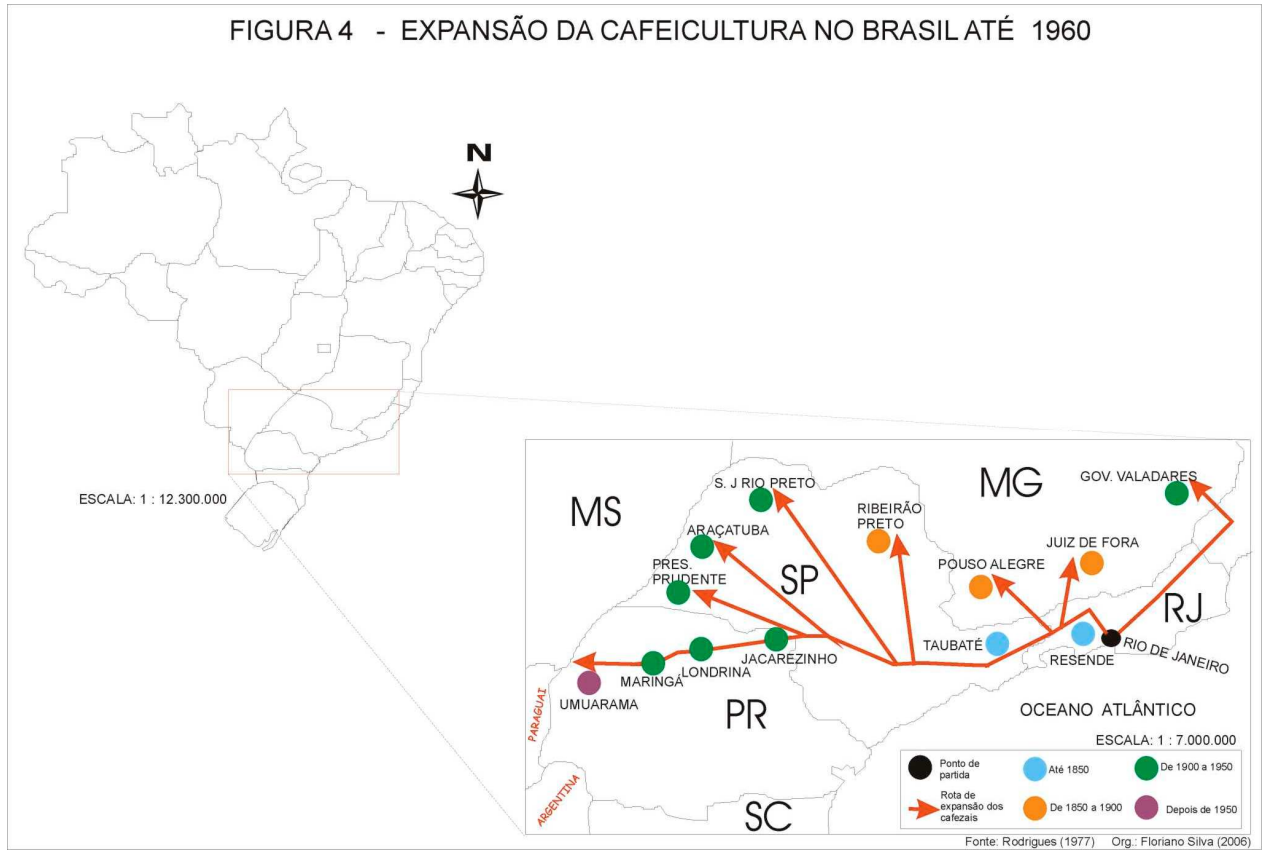 FIGURA 4 - EXPANSÃO DA CAFEICULTURA NO BRASIL ATÉ 1960
N
ESCALA: 1 : 12.300.000
MS
S. J RIO PRETO
ARAÇATUBA
PRES.
PRUDENTE
SP
RIBEIRÃO
PRETO
MG
GOV. VALADARES
JUIZ DE FORA
POUSO ALEGRE
RJ
TAUBATÉ
RESENDE
RIO DE JANEIRO
JACAREZINHO
LONDRINA
MARINGÁ
UMUARAMA
PR
PARAGUAI
ARGENTINA
SC
OCEANO ATLÂNTICO
ESCALA: 1 : 7.000.000
Ponto de
partida
Até 1850
De 1900 a 1950
Rota de
expansão dos
cafezais
De 1850 a 1900
Depois de 1950
Fonte: Rodrigues (1977) Org.: Floriano Silva (2006)